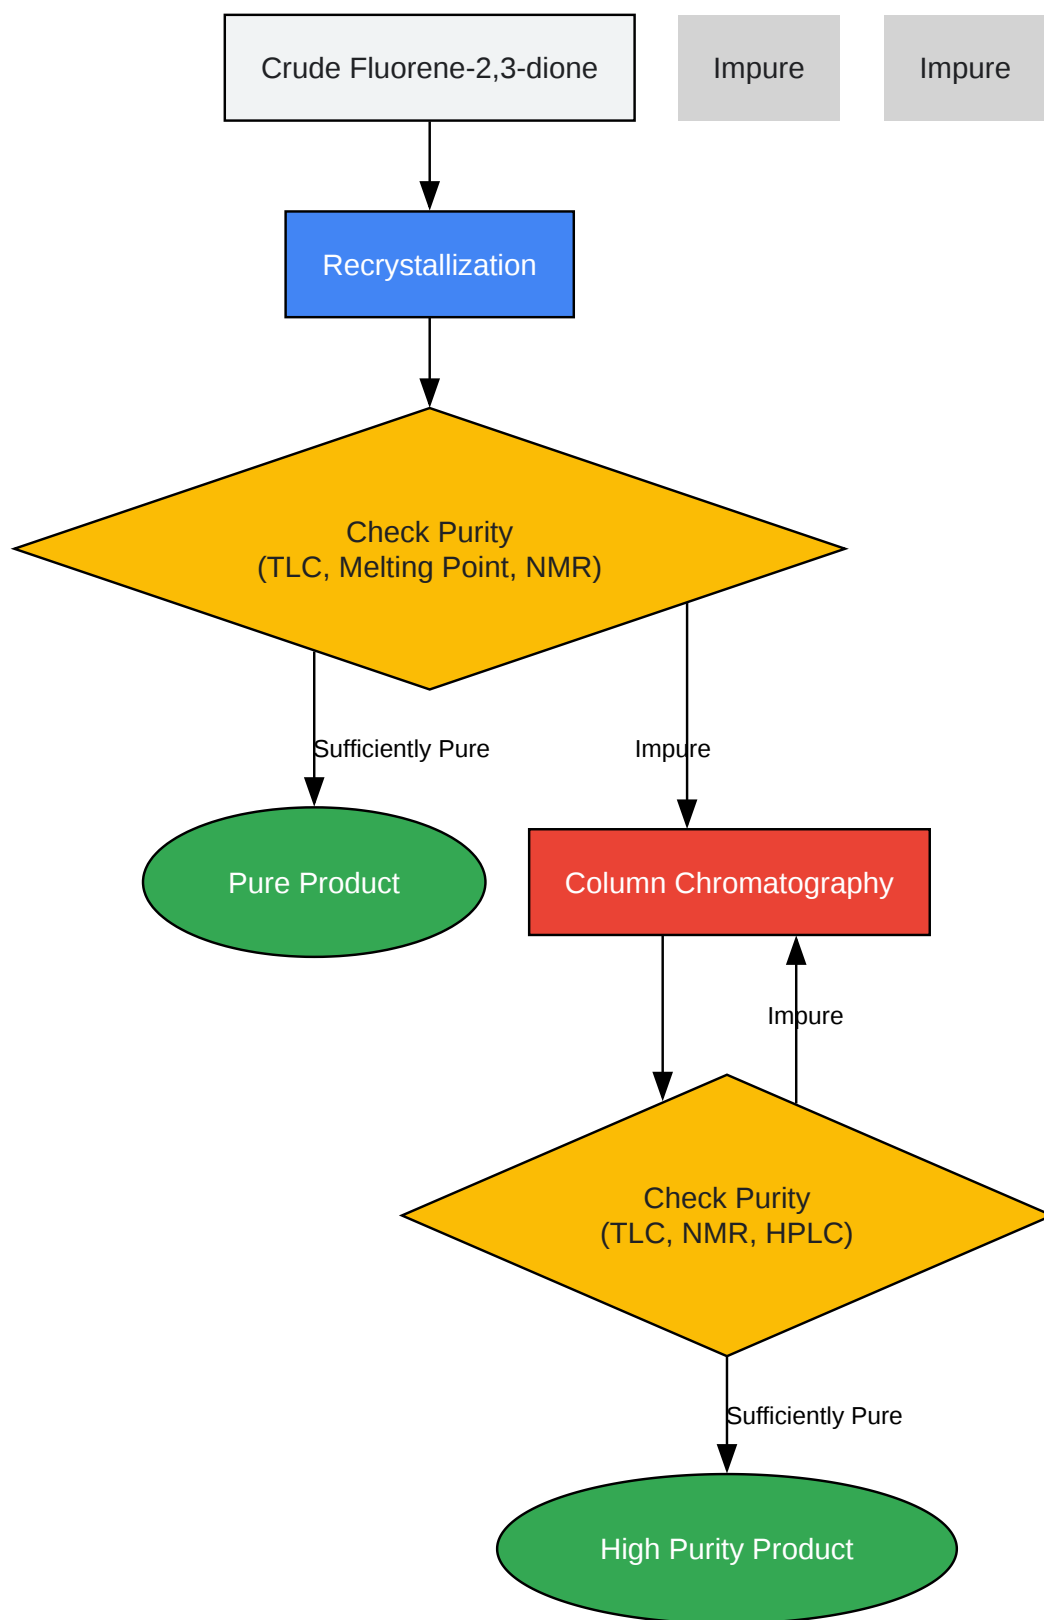 Crude Fluorene-2,3-dione
Impure
Impure
Recrystallization
Check Purity
(TLC, Melting Point, NMR)
Sufficiently Pure
Impure
Pure Product
Column Chromatography
Impure
Check Purity
(TLC, NMR, HPLC)
Sufficiently Pure
High Purity Product